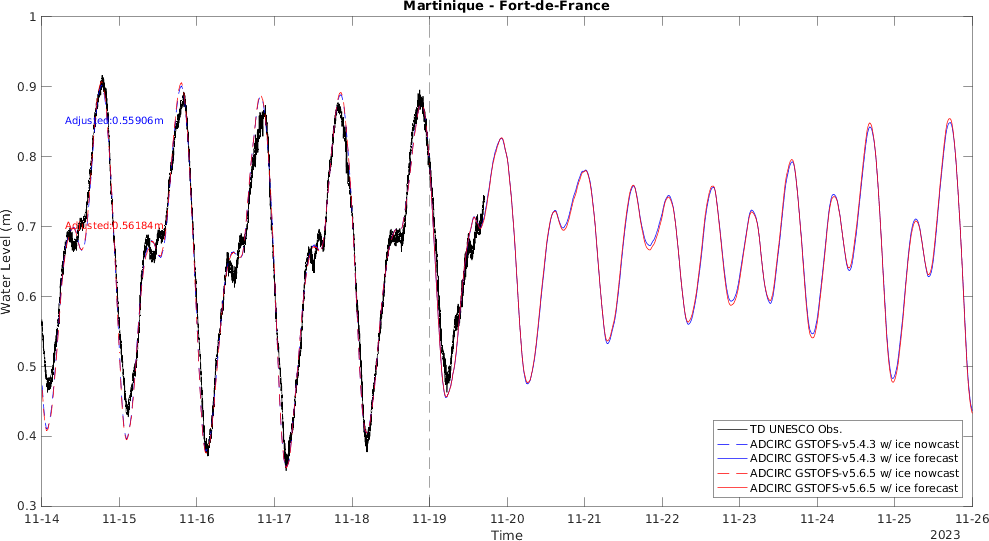 Martinique - Fort-de-France
Water Level (m)
1
0.9
0.8
0.7
0.6
0.5
0.4
0.3
Adjusted:0.55906m
Adjusted:0.56184m
TD UNESCO Obs.
ADCIRC GSTOFS-v5.4.3 w/ ice nowcast
ADCIRC GSTOFS-v5.4.3 w/ ice forecast
ADCIRC GSTOFS-v5.6.5 w/ ice nowcast
ADCIRC GSTOFS-v5.6.5 w/ ice forecast
11-14 11-15 11-16 11-17 11-18 11-19 11-20 11-21 11-22 11-23 11-24 11-25 11-26
Time
2023